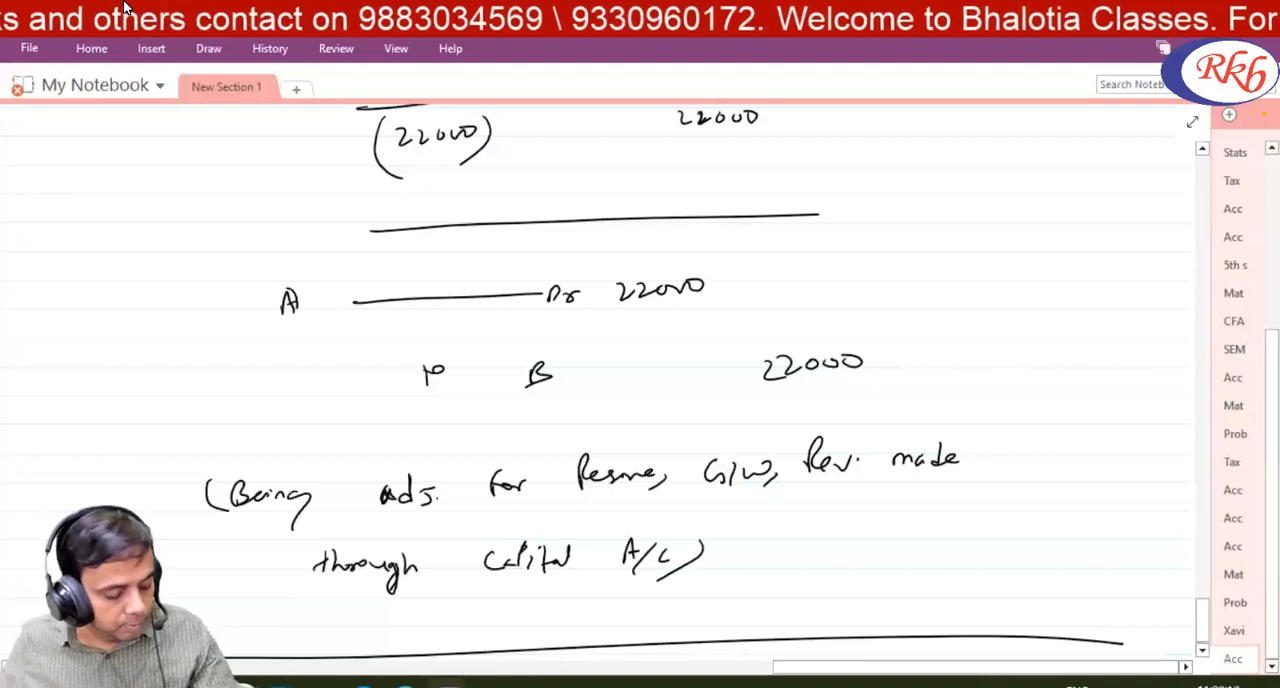 ks and others contact on 9883034569 \ 9330960172. Welcome to Bhalotia Classes. For
File Home Insert Draw History Review View Help
Rkb
My Notebook New Section 1 + Search Noteb
(22000) 22000
A Dr 22000
To B 22000
(Being adj. for Reserve, G/W, Rev. made
through Capital A/C)
Stats
Tax
Acc
Acc
5th s
Mat
CFA
SEM
Acc
Mat
Prob
Tax
Acc
Acc
Acc
Mat
Prob
Xavi
Acc